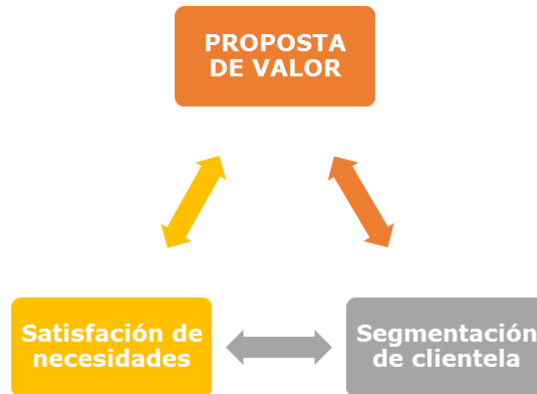 PROPOSTA
DE VALOR
Satisfación de
necesidades
Segmentación
de clientela